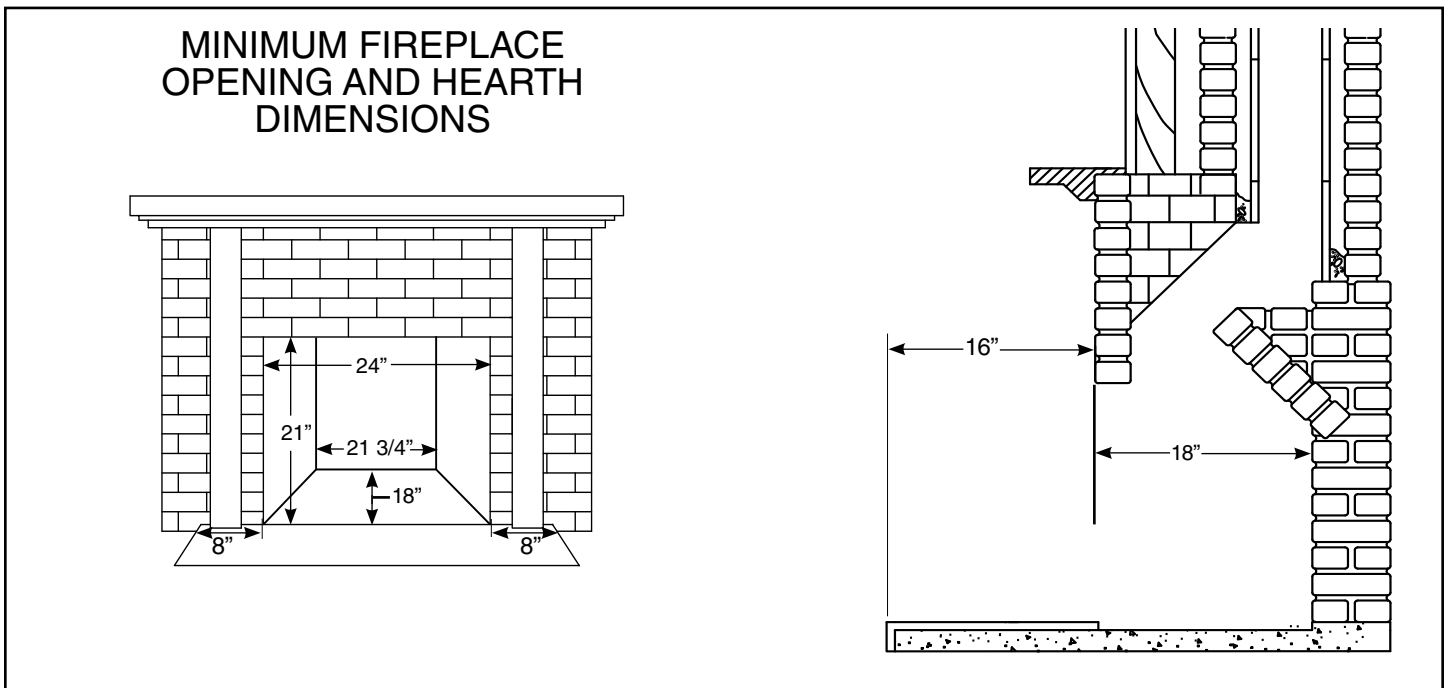 MINIMUM FIREPLACE
OPENING AND HEARTH
DIMENSIONS
24”
21”
21 3/4”
18”
8”
8”
16”
18”